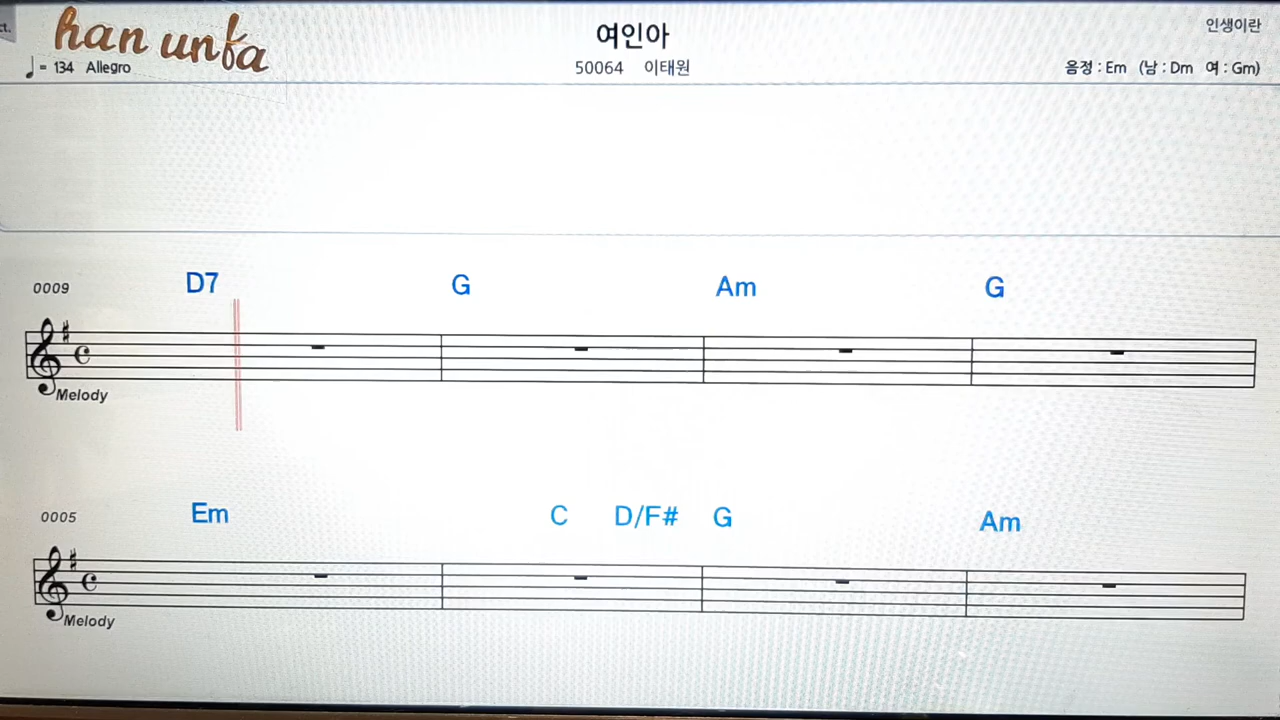 ct.
han unfa
여인아
인생이란
♩= 134 Allegro
50064 이태원
음정 : Em (남 : Dm 여 : Gm)
0009 D7 G Am G
Melody
0005 Em C D/F# G Am
Melody